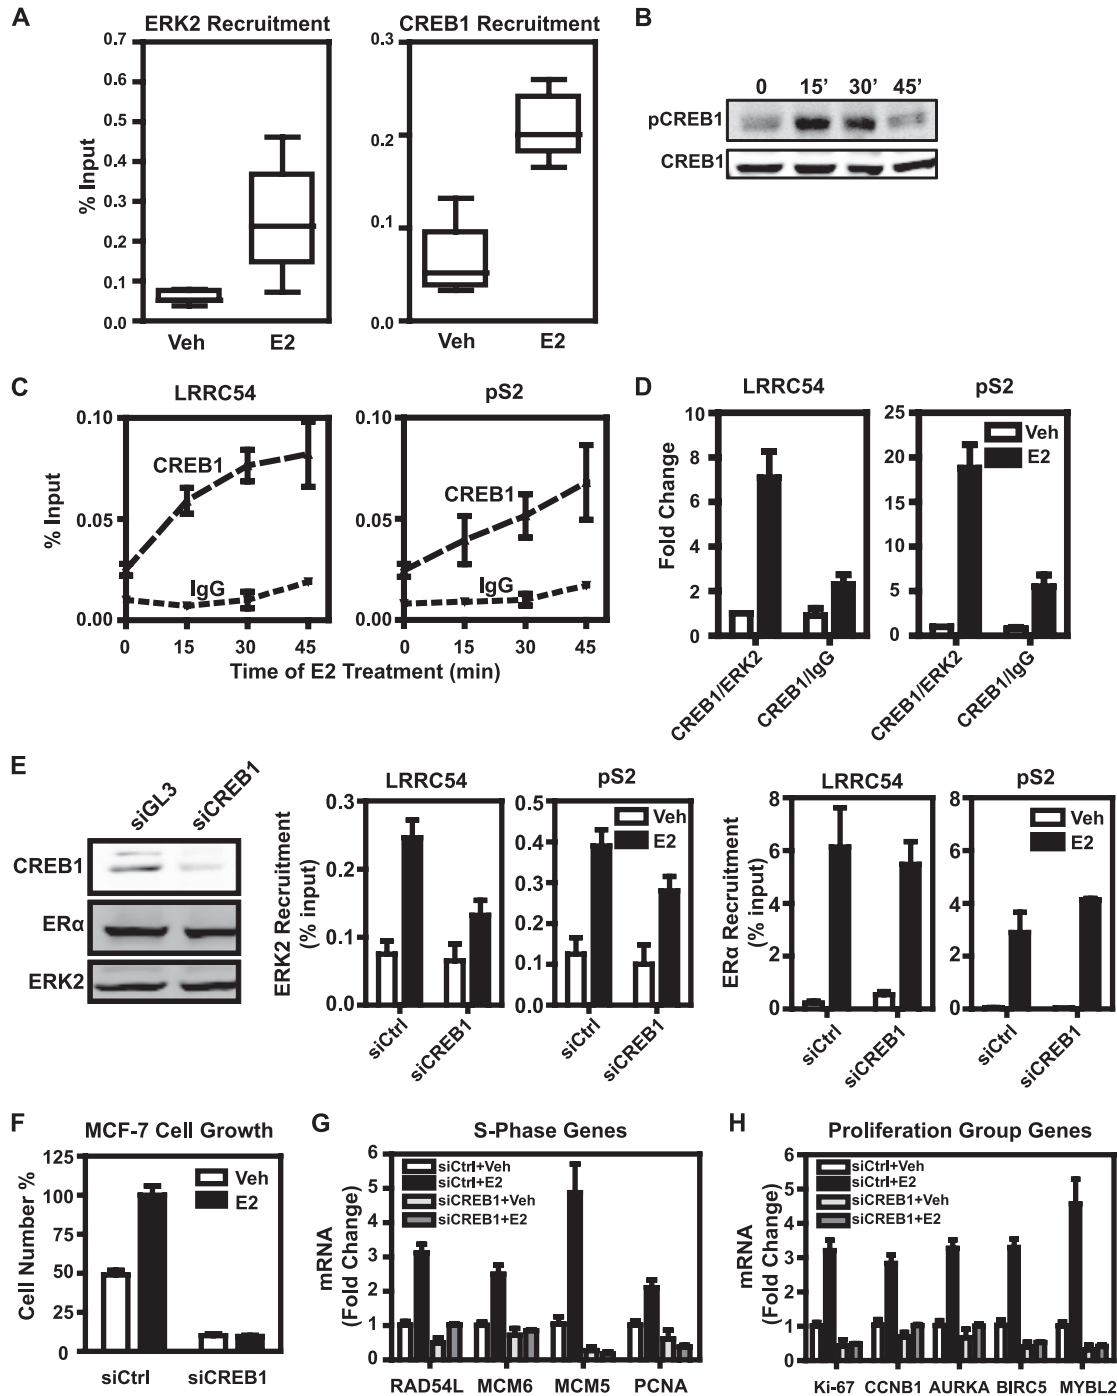 A
ERK2 Recruitment
CREB1 Recruitment
% Input
0.7
0.6
0.5
0.4
0.3
0.2
0.1
0.0
Veh
E2
0.3
0.2
0.1
0.0
Veh
E2
B
0
15’
30’
45’
pCREB1
CREB1
C
LRRC54
pS2
% Input
0.10
0.05
0.00
CREB1
IgG
0
15
30
45
0.10
0.05
0.00
CREB1
IgG
0
15
30
45
Time of E2 Treatment (min)
D
LRRC54
pS2
Fold Change
10
8
6
4
2
0
CREB1/ERK2
CREB1/IgG
25
20
15
10
5
0
Veh
E2
CREB1/ERK2
CREB1/IgG
E
siGL3
siCREB1
CREB1
ERα
ERK2
LRRC54
pS2
ERK2 Recruitment
(% input)
0.3
0.2
0.1
0.0
siCtrl
siCREB1
0.5
0.4
0.3
0.2
0.1
0.0
Veh
E2
siCtrl
siCREB1
LRRC54
pS2
ERα Recruitment
(% input)
8
6
4
2
0
siCtrl
siCREB1
8
6
4
2
0
Veh
E2
siCtrl
siCREB1
F
MCF-7 Cell Growth
Cell Number %
125
100
75
50
25
0
Veh
E2
siCtrl
siCREB1
G
S-Phase Genes
mRNA
(Fold Change)
6
5
4
3
2
1
0
siCtrl+Veh
siCtrl+E2
siCREB1+Veh
siCREB1+E2
RAD54L
MCM6
MCM5
PCNA
H
Proliferation Group Genes
mRNA
(Fold Change)
6
5
4
3
2
1
0
siCtrl+Veh
siCtrl+E2
siCREB1+Veh
siCREB1+E2
Ki-67
CCNB1
AURKA
BIRC5
MYBL2